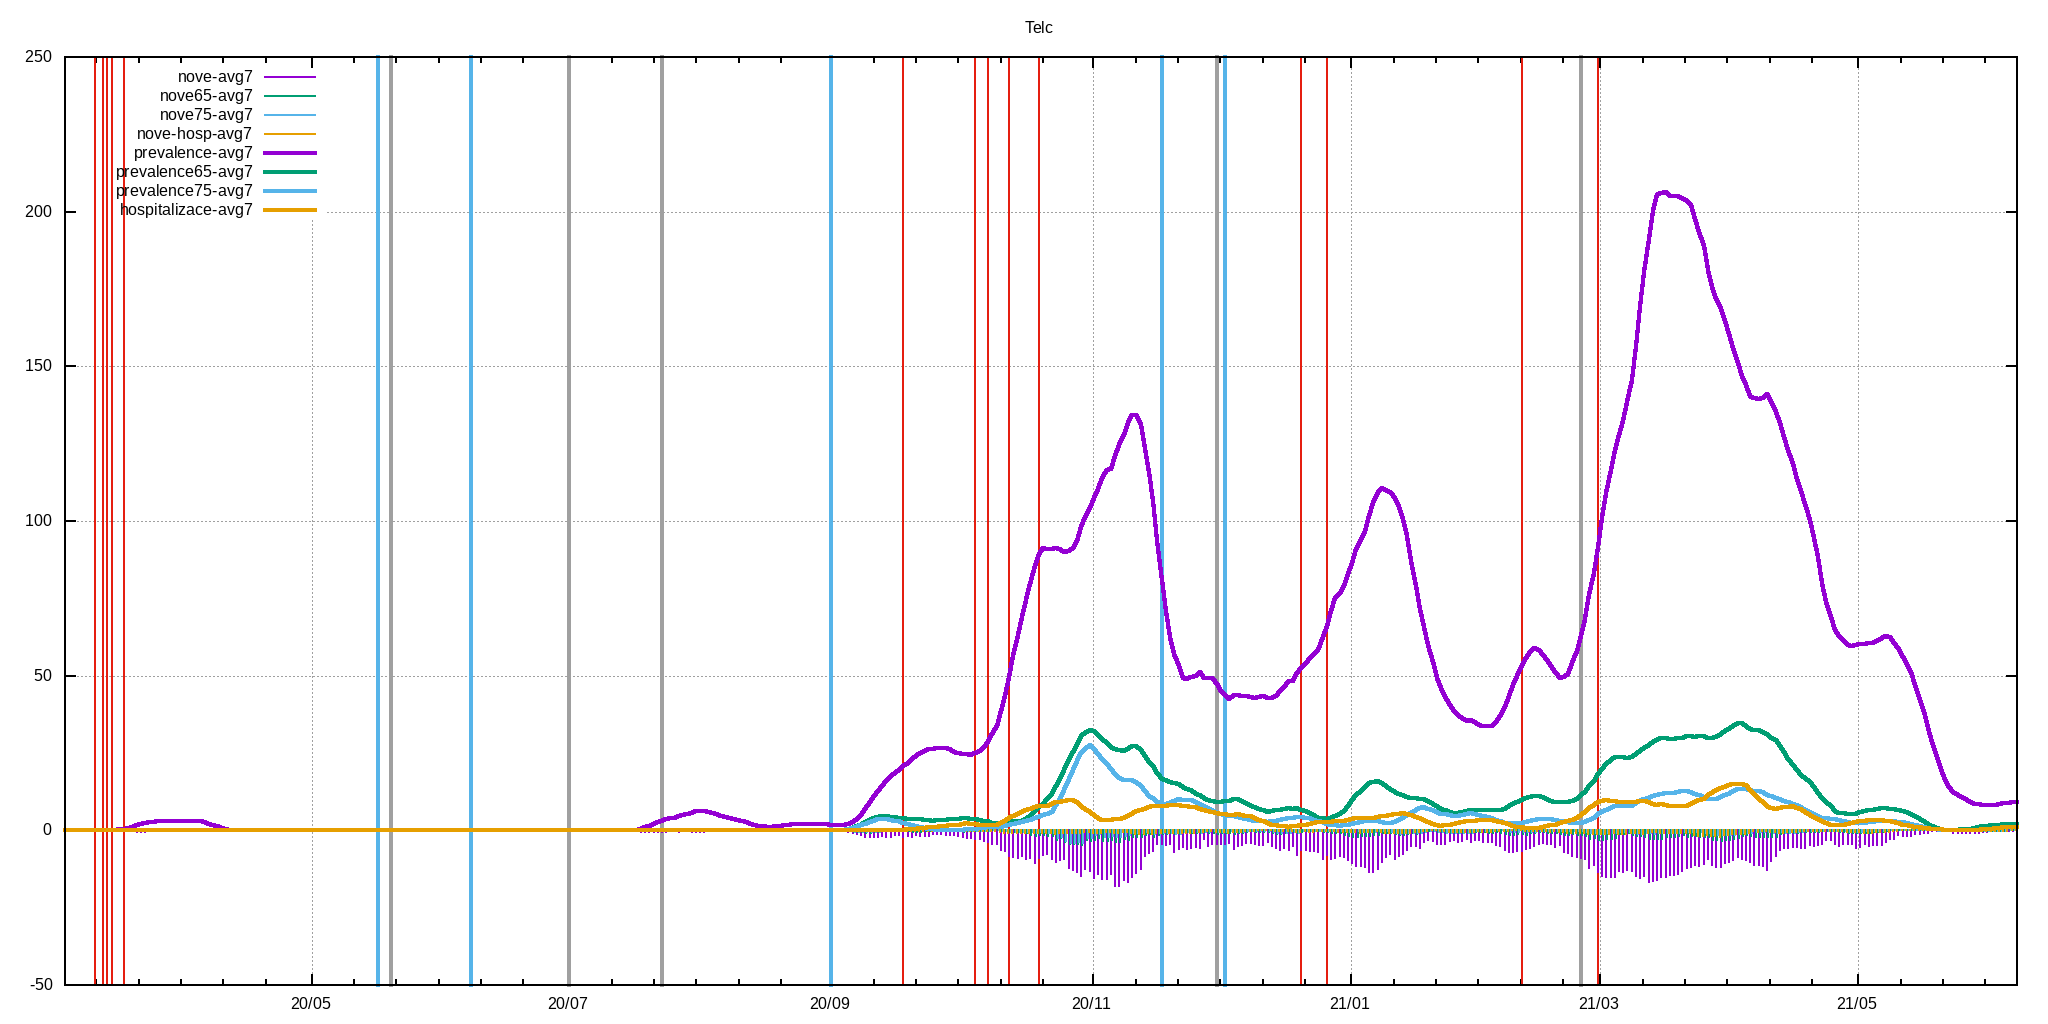 Telc
250
nove-avg7
nove65-avg7
nove75-avg7
nove-hosp-avg7
prevalence-avg7
prevalence65-avg7
prevalence75-avg7
hospitalizace-avg7
200
150
100
50
0
-50
20/05 20/07 20/09 20/11 21/01 21/03 21/05